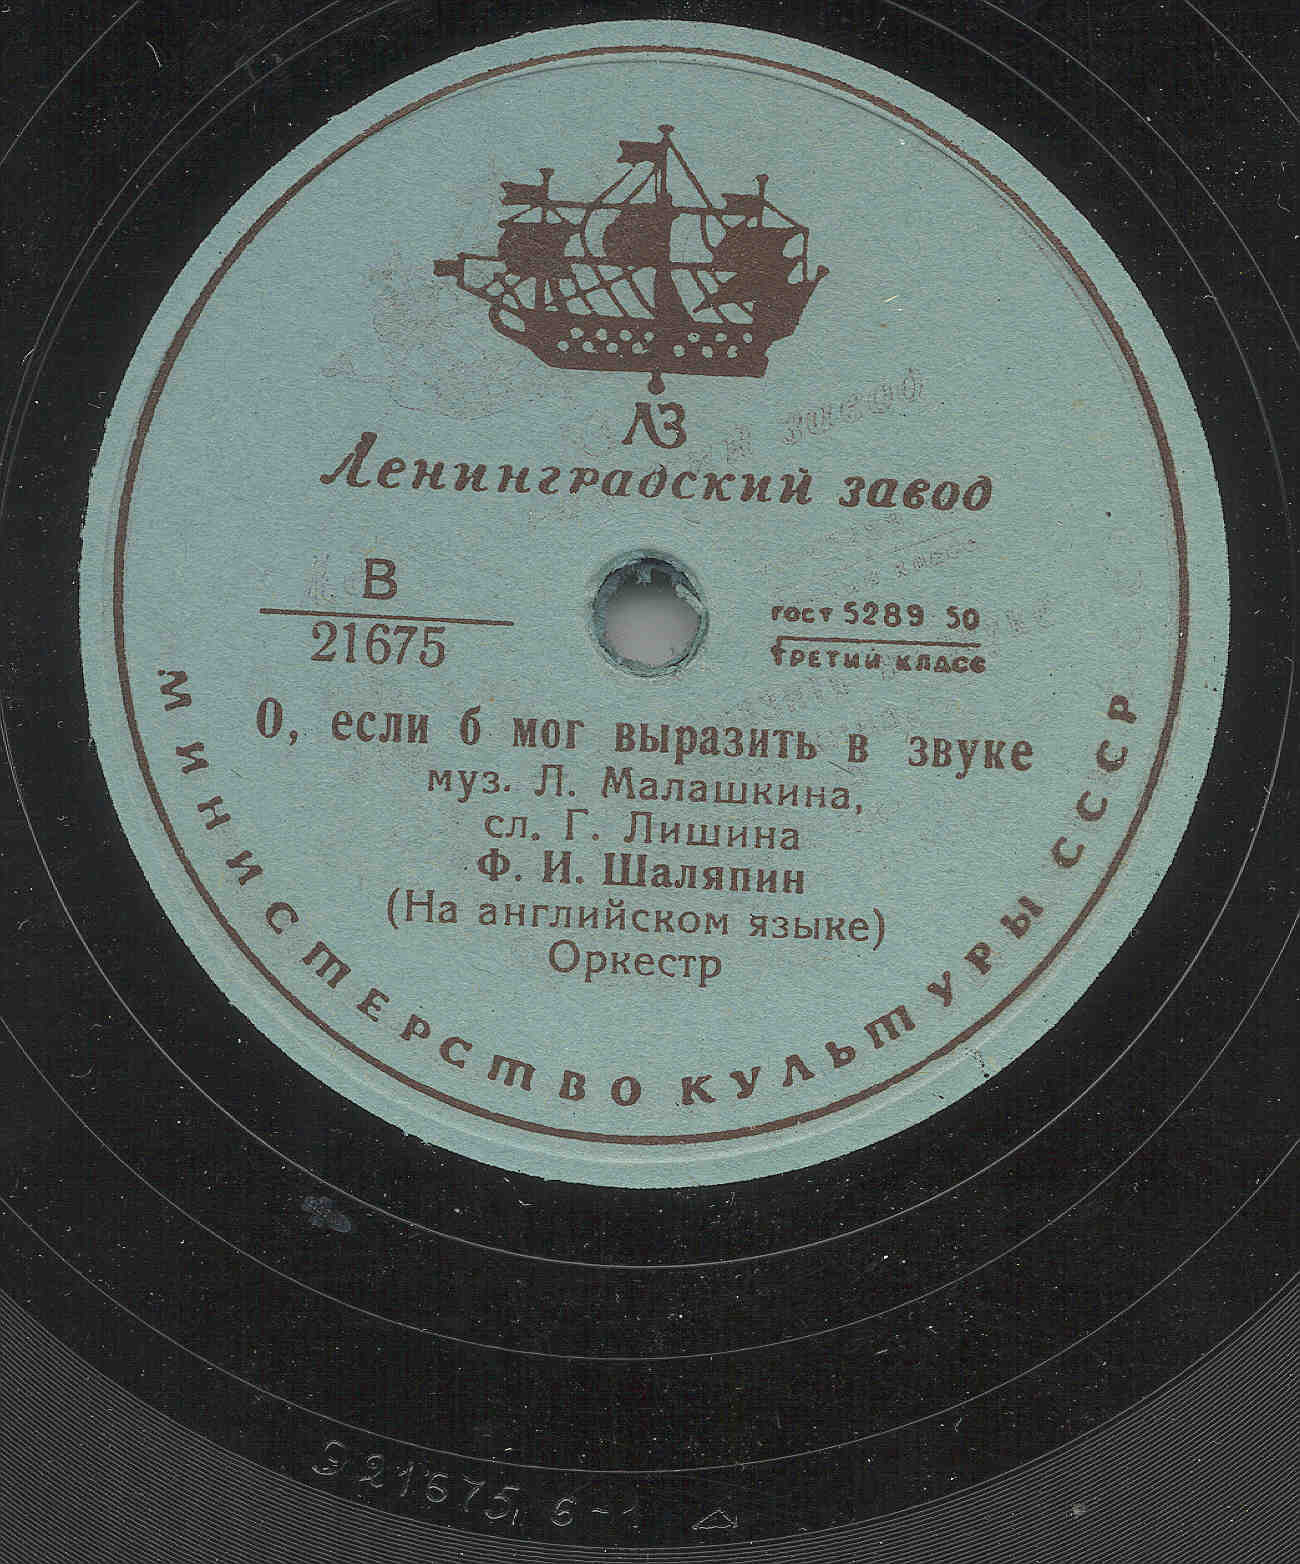 ЛЗ
Ленинградский завод
В
21675
ГОСТ 5289 50
ТРЕТИЙ КЛАСС
О, если б мог выразить в звуке
муз. Л. Малашкина,
сл. Г. Лишина
Ф. И. Шаляпин
(На английском языке)
Оркестр
МИНИСТЕРСТВО КУЛЬТУРЫ СССР
21675